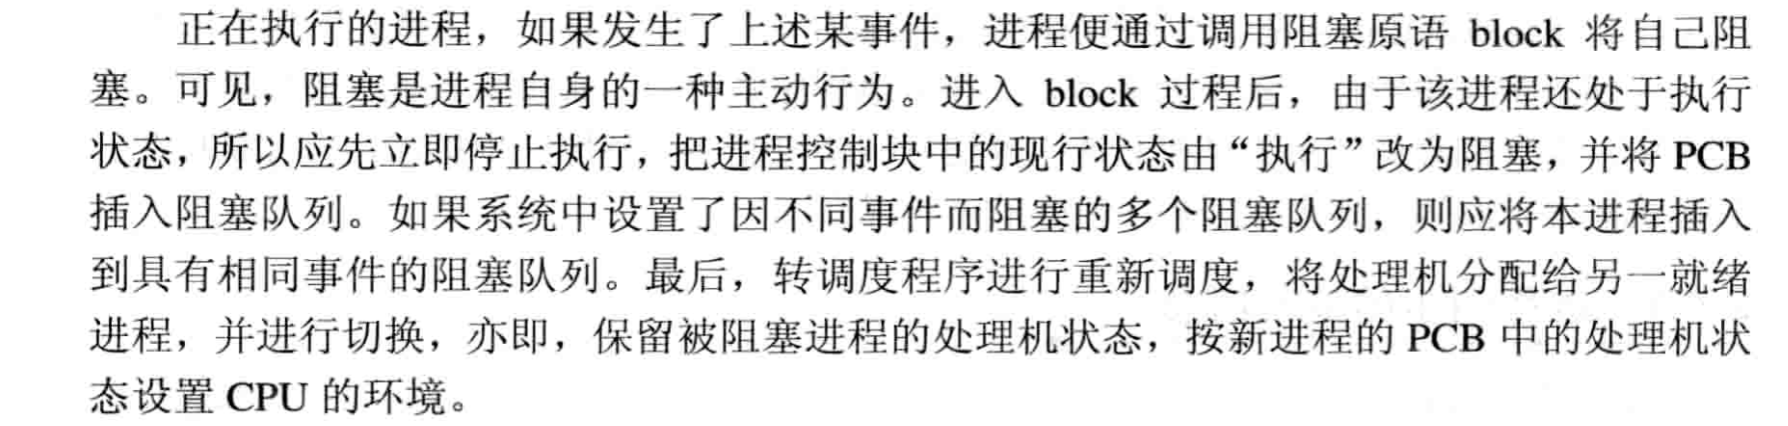 正在执行的进程，如果发生了上述某事件，进程便通过调用阻塞原语 block 将自己阻
塞。可见，阻塞是进程自身的一种主动行为。进入 block 过程后，由于该进程还处于执行
状态，所以应先立即停止执行，把进程控制块中的现行状态由“执行”改为阻塞，并将 PCB
插入阻塞队列。如果系统中设置了因不同事件而阻塞的多个阻塞队列，则应将本进程插入
到具有相同事件的阻塞队列。最后，转调度程序进行重新调度，将处理机分配给另一就绪
进程，并进行切换，亦即，保留被阻塞进程的处理机状态，按新进程的 PCB 中的处理机状
态设置 CPU 的环境。